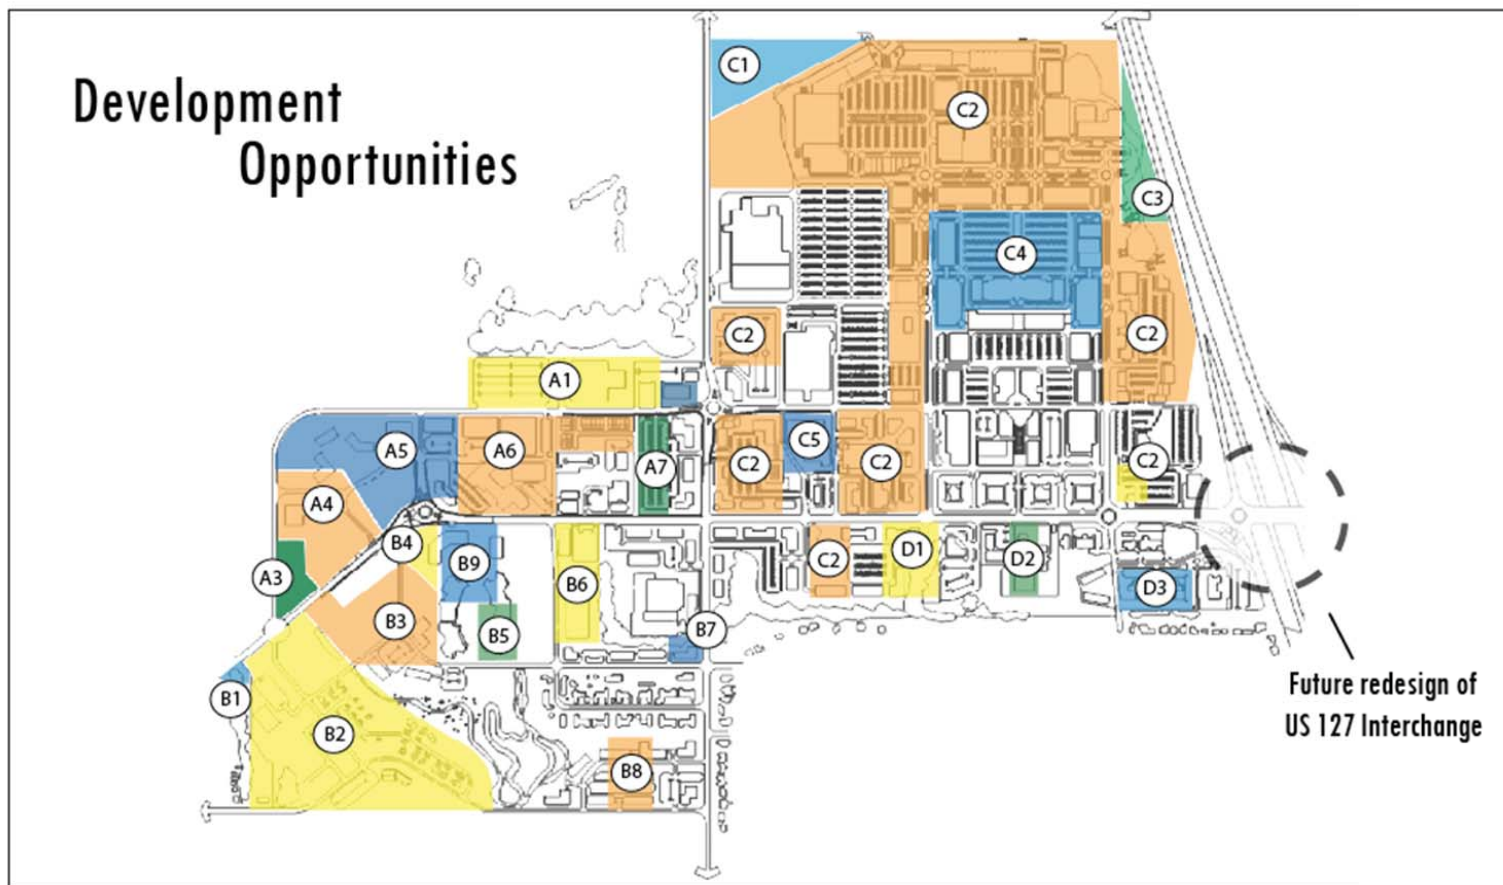 Development
Opportunities
C1
C2
C3
C4
C2
C2
A1
C5
C2
C2
C2
A5
A6
A7
A4
B4
B9
B6
C2
D1
D2
D3
A3
B3
B5
B7
B1
B2
B8
Future redesign of
US 127 Interchange